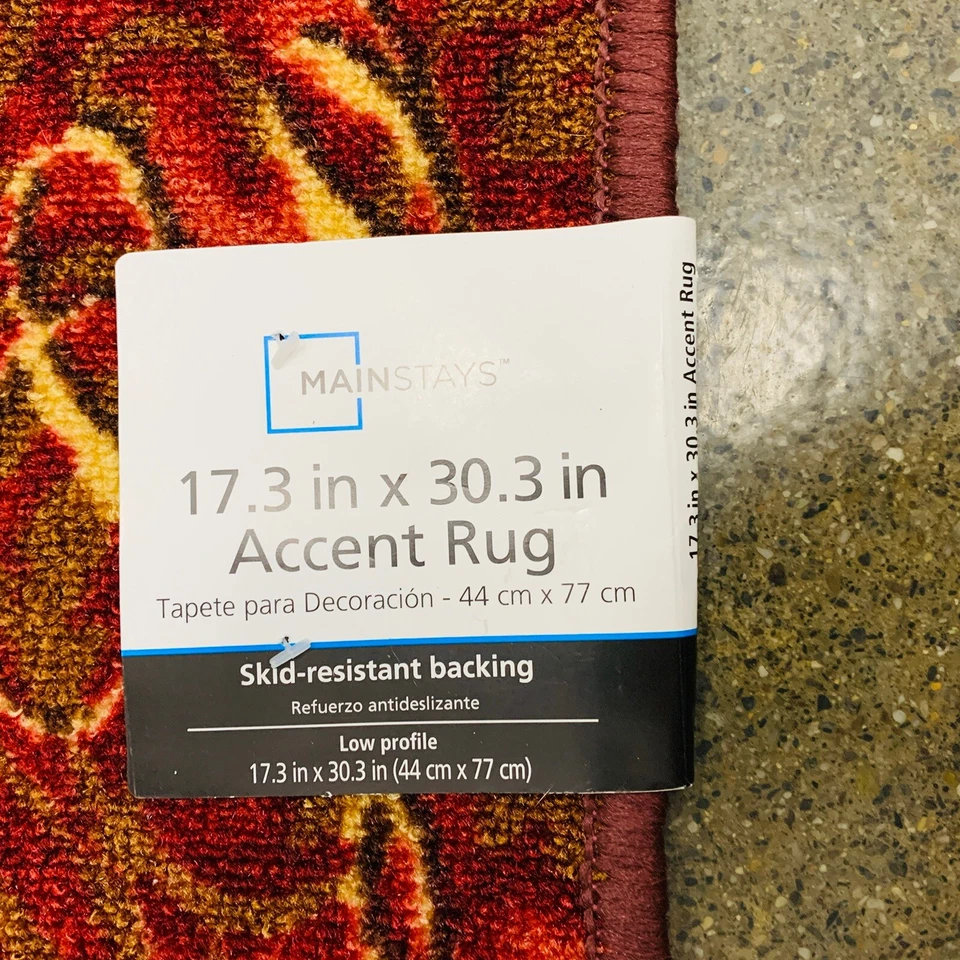 MAINSTAYS™
17.3 in x 30.3 in
Accent Rug
Tapete para Decoración - 44 cm x 77 cm
Skid-resistant backing
Refuerzo antideslizante
Low profile
17.3 in x 30.3 in (44 cm x 77 cm)
17.3 in x 30.3 in Accent Rug